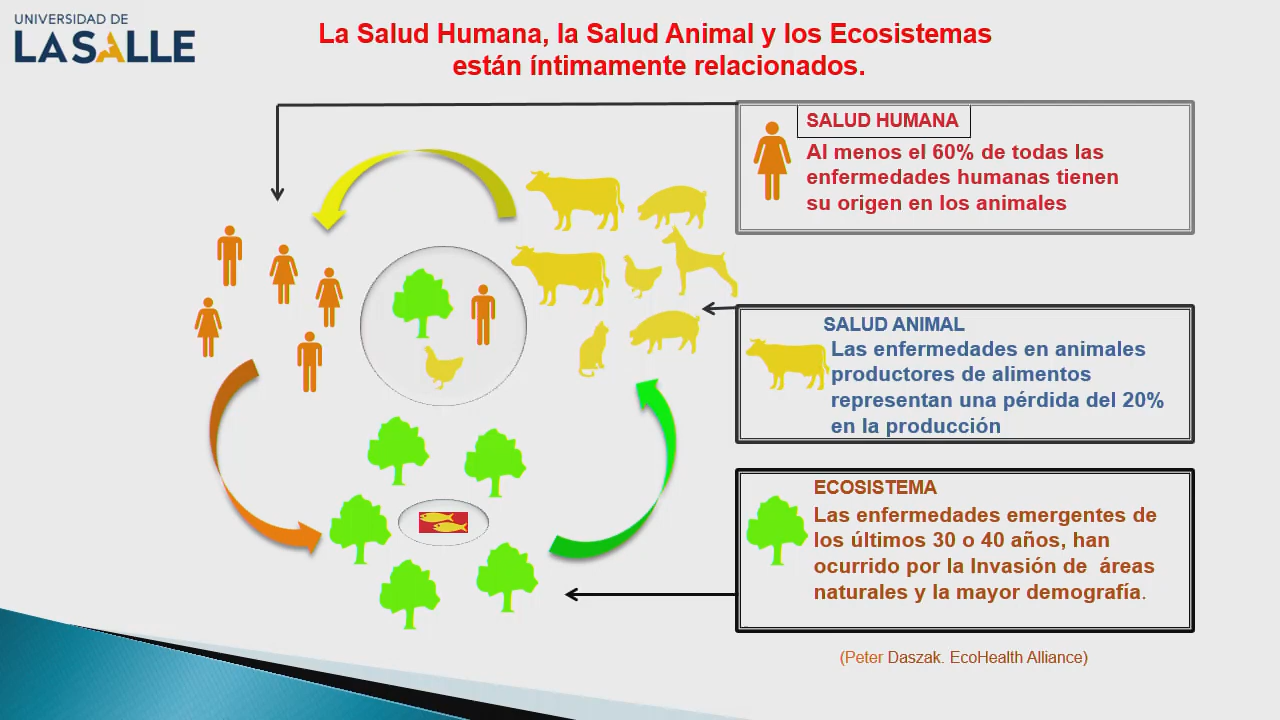 UNIVERSIDAD DE
LASALLE
La Salud Humana, la Salud Animal y los Ecosistemas
están íntimamente relacionados.
SALUD HUMANA
Al menos el 60% de todas las
enfermedades humanas tienen
su origen en los animales
SALUD ANIMAL
Las enfermedades en animales
productores de alimentos
representan una pérdida del 20%
en la producción
ECOSISTEMA
Las enfermedades emergentes de
los últimos 30 o 40 años, han
ocurrido por la Invasión de áreas
naturales y la mayor demografía.
(Peter Daszak. EcoHealth Alliance)